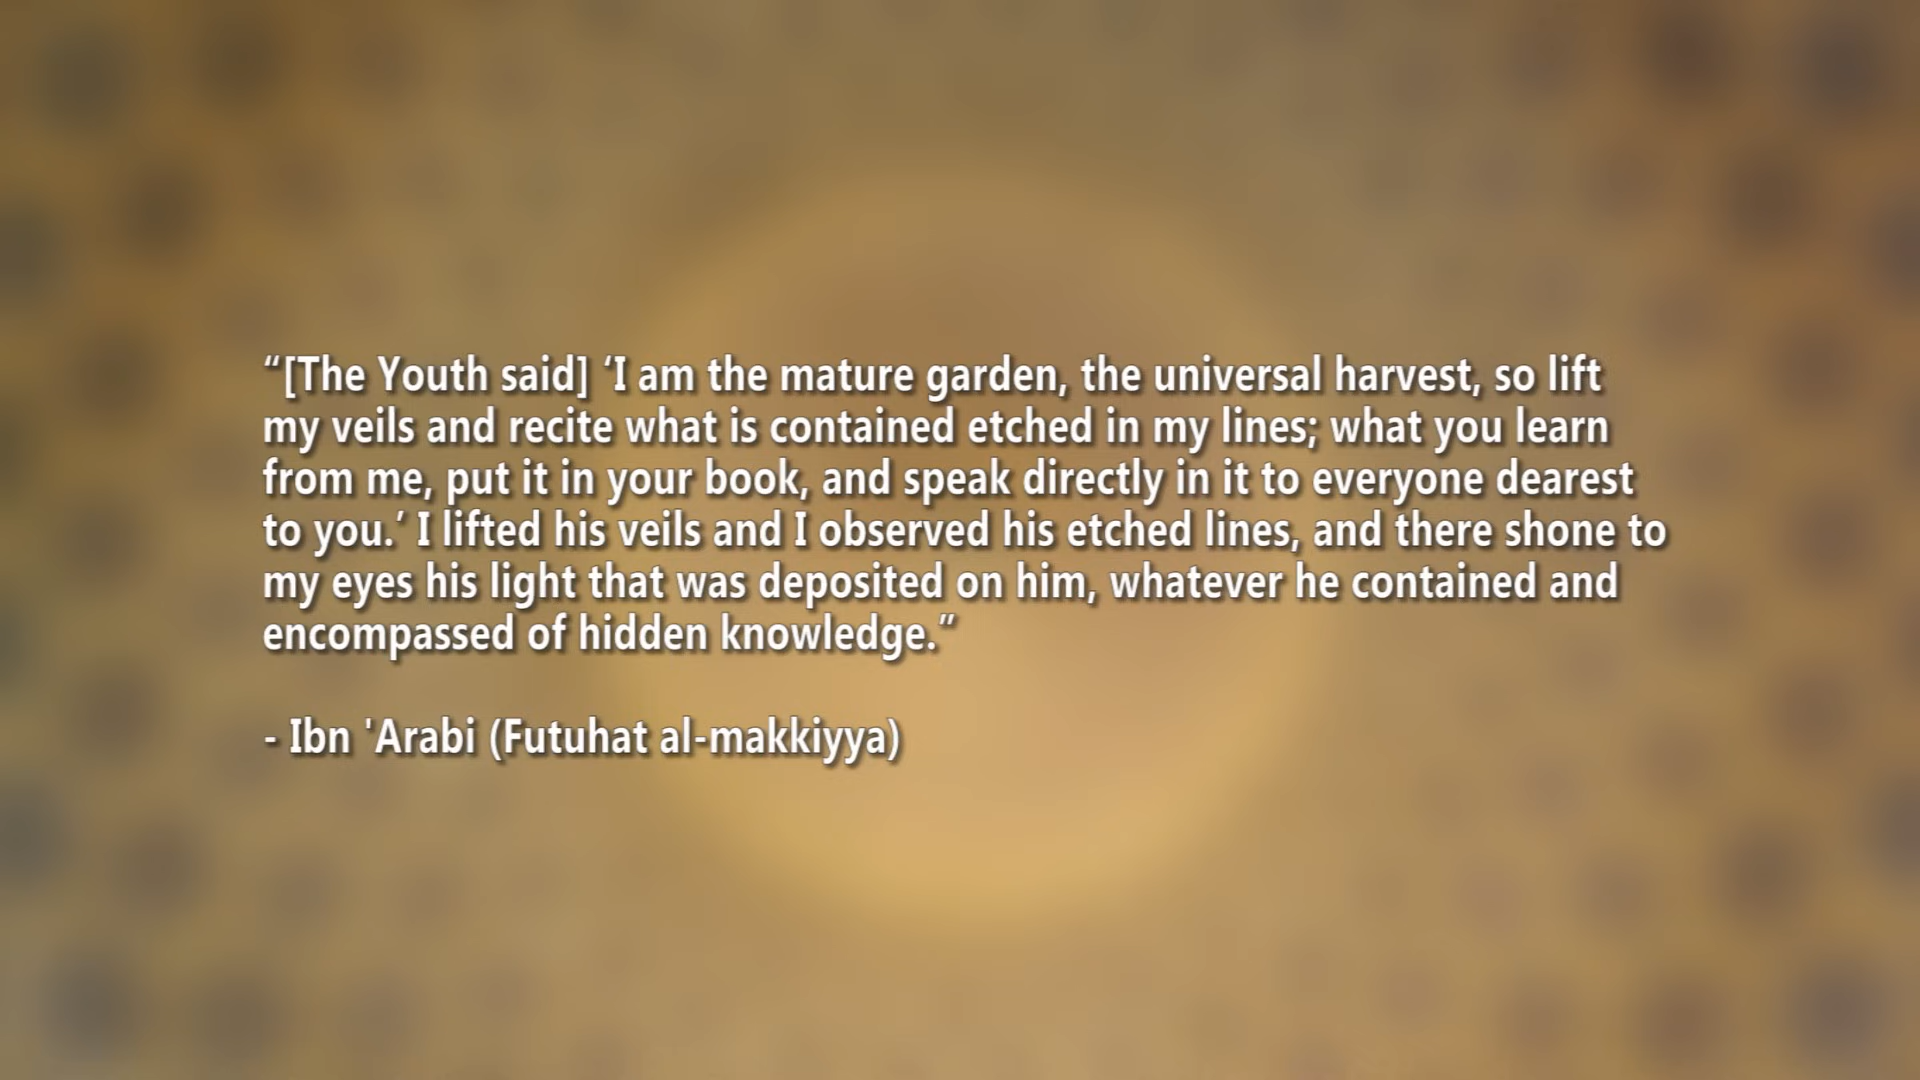 “[The Youth said] ‘I am the mature garden, the universal harvest, so lift
my veils and recite what is contained etched in my lines; what you learn
from me, put it in your book, and speak directly in it to everyone dearest
to you.’ I lifted his veils and I observed his etched lines, and there shone to
my eyes his light that was deposited on him, whatever he contained and
encompassed of hidden knowledge.”
- Ibn 'Arabi (Futuhat al-makkiyya)